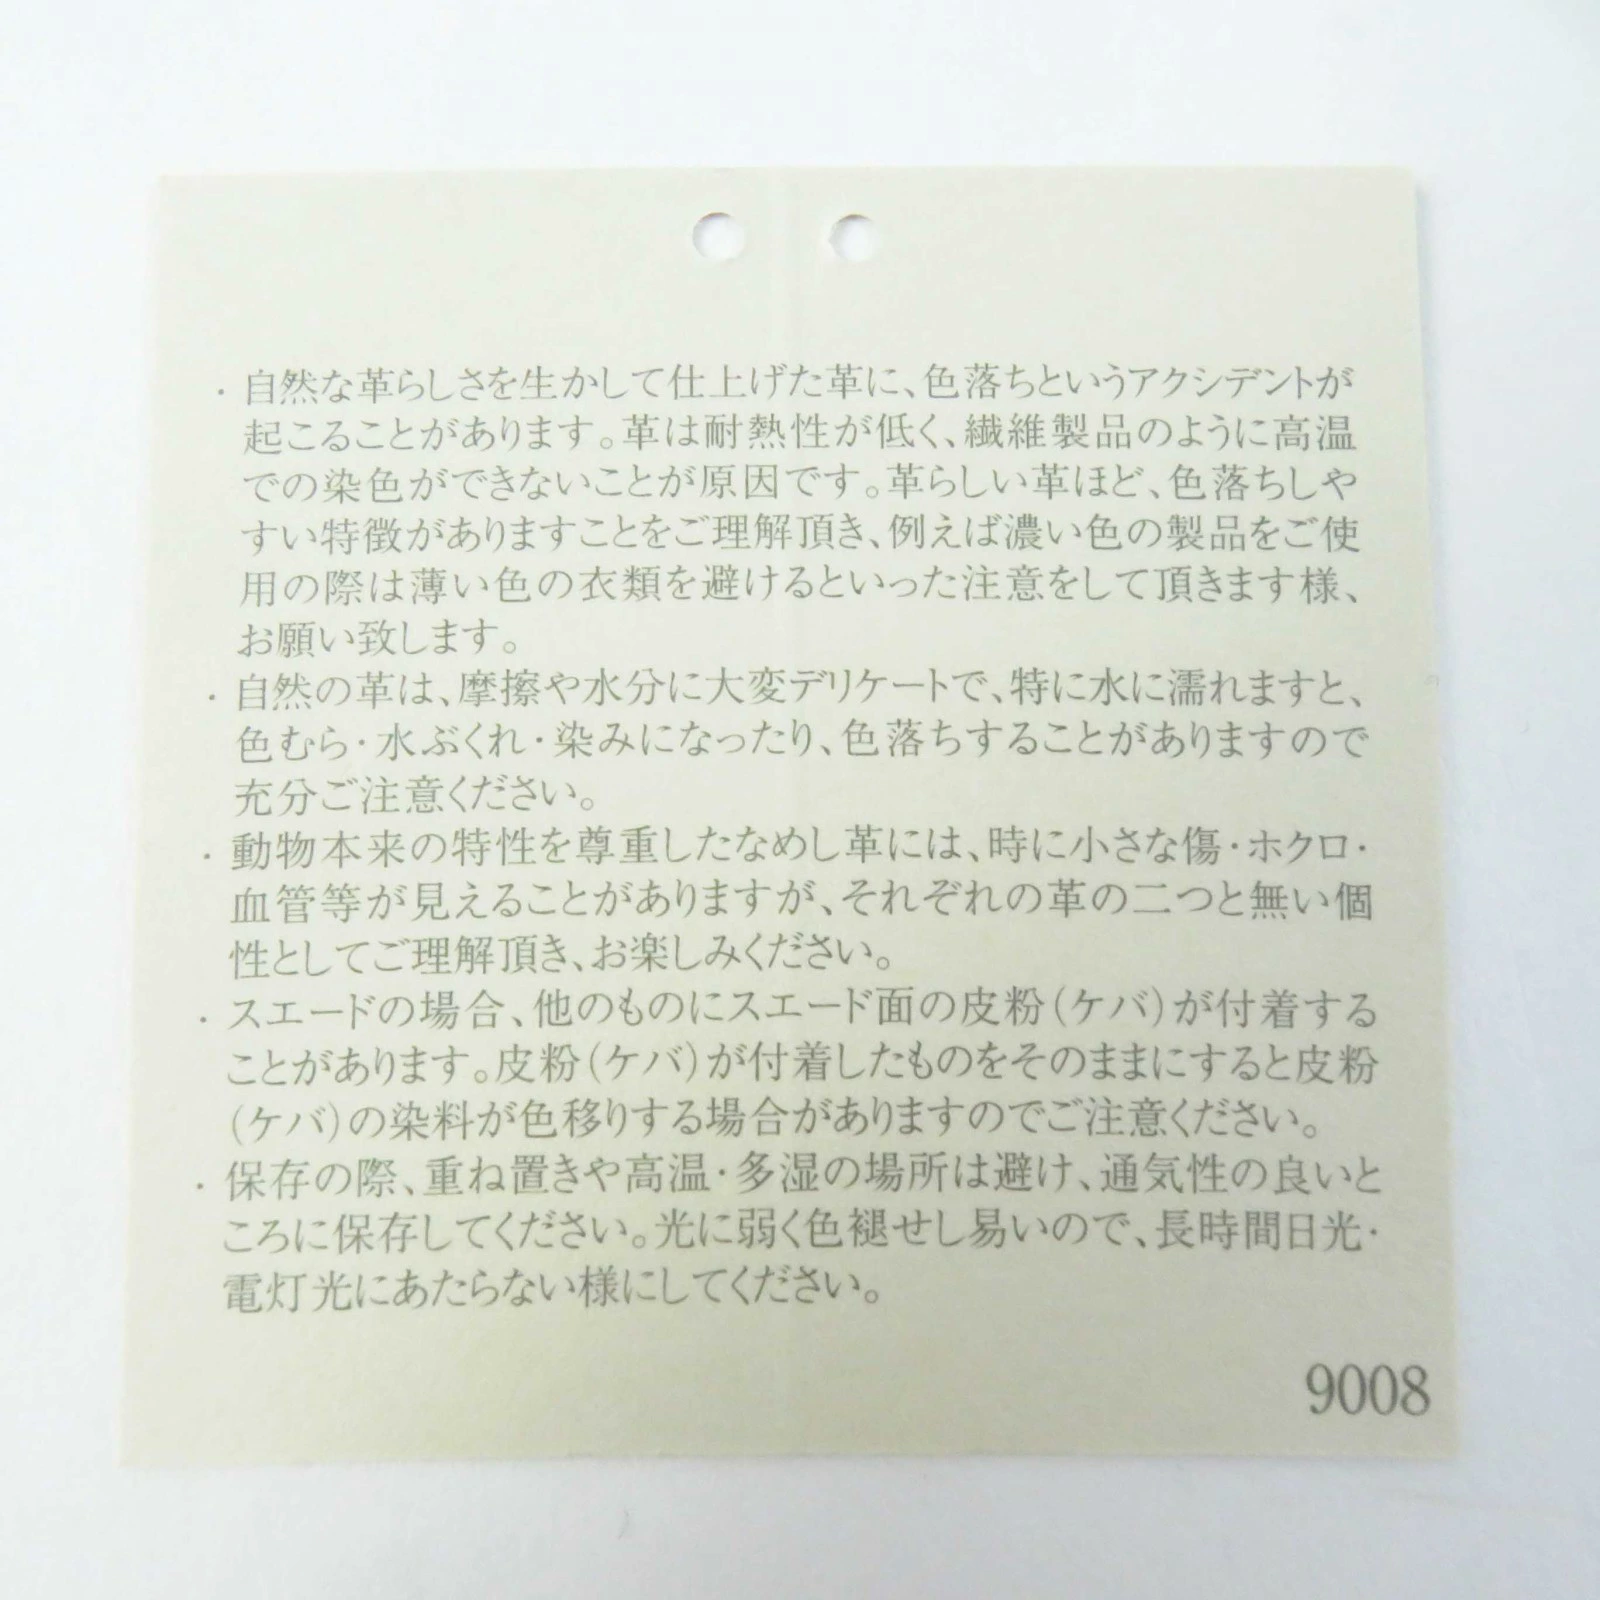 ・自然な革らしさを生かして仕上げた革に、色落ちというアクシデントが
起こることがあります。革は耐熱性が低く、繊維製品のように高温
での染色ができないことが原因です。革らしい革ほど、色落ちしや
すい特徴がありますことをご理解頂き、例えば濃い色の製品をご使
用の際は薄い色の衣類を避けるといった注意をして頂きます様、
お願い致します。
・自然の革は、摩擦や水分に大変デリケートで、特に水に濡れますと、
色むら・水ぶくれ・染みになったり、色落ちすることがありますので
充分ご注意ください。
・動物本来の特性を尊重したなめし革には、時に小さな傷・ホクロ・
血管等が見えることがありますが、それぞれの革の二つと無い個
性としてご理解頂き、お楽しみください。
・スエードの場合、他のものにスエード面の皮粉(ケバ)が付着する
ことがあります。皮粉(ケバ)が付着したものをそのままにすると皮粉
(ケバ)の染料が色移りする場合がありますのでご注意ください。
・保存の際、重ね置きや高温・多湿の場所は避け、通気性の良いと
ころに保存してください。光に弱く色褪せし易いので、長時間日光・
電灯光にあたらない様にしてください。
9008